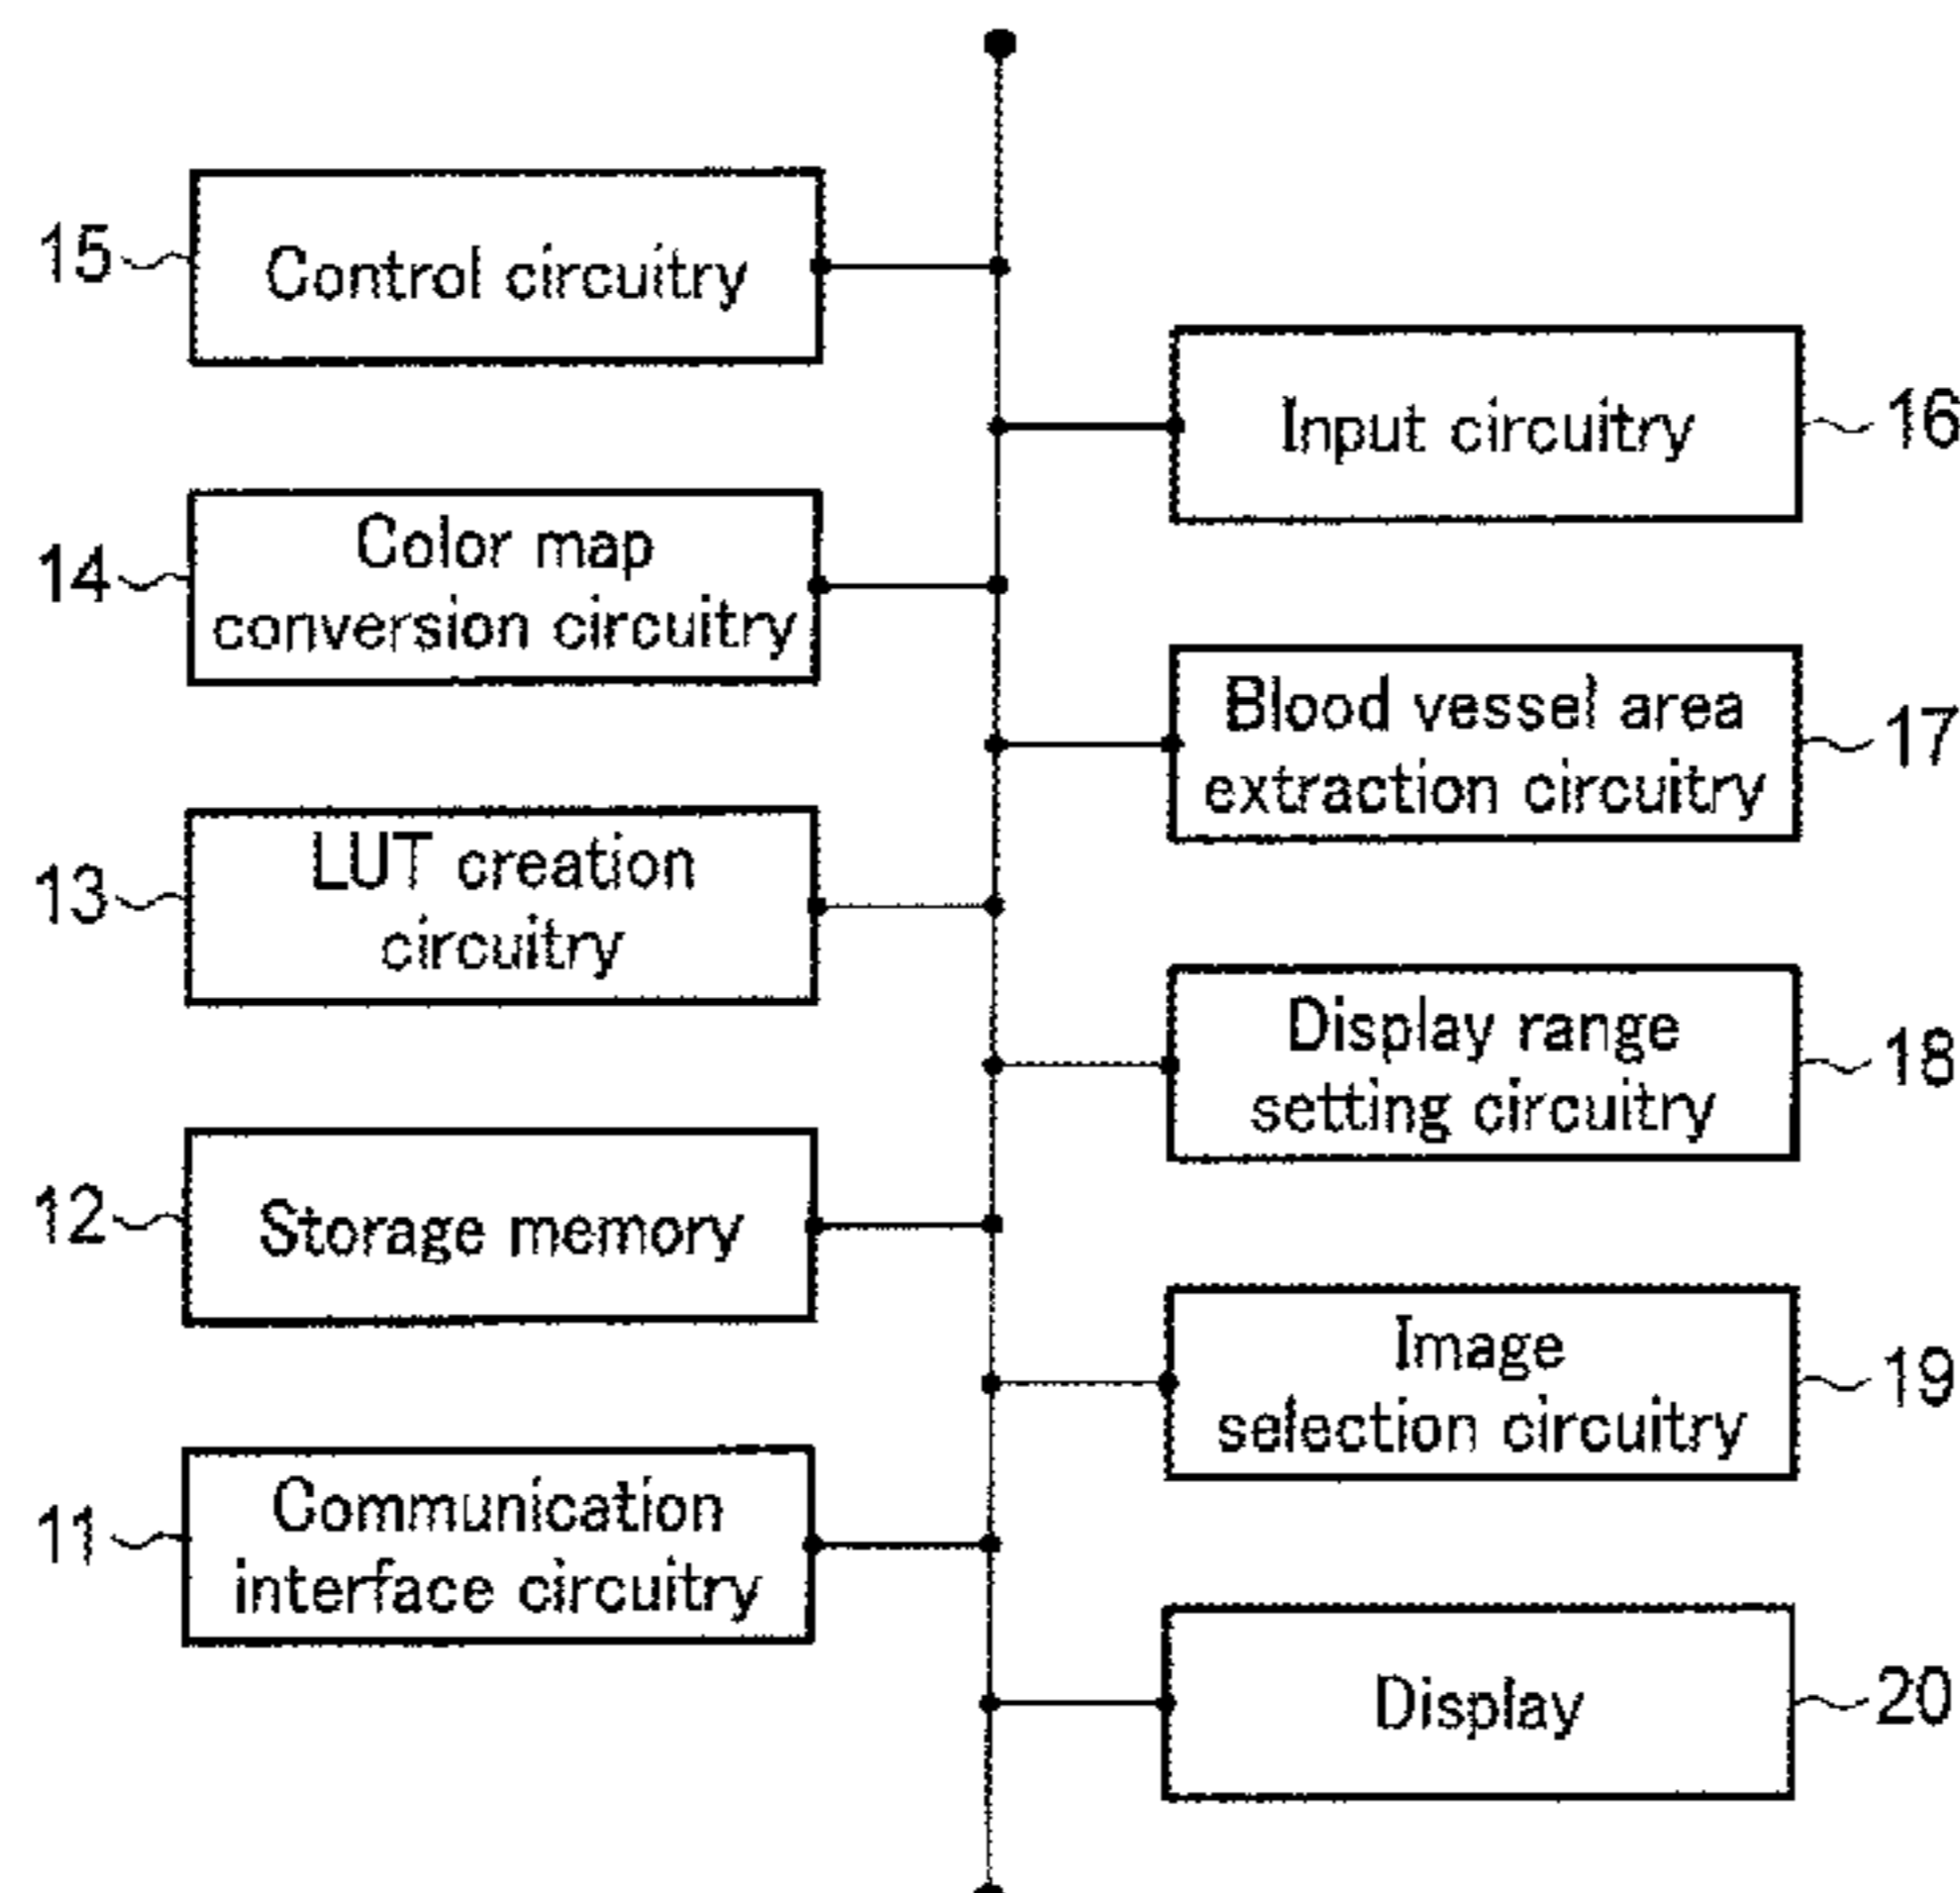 15
Control circuitry
Input circuitry
16
14
Color map
conversion circuitry
Blood vessel area
extraction circuitry
17
13
LUT creation
circuitry
Display range
setting circuitry
18
12
Storage memory
Image
selection circuitry
19
11
Communication
interface circuitry
Display
20